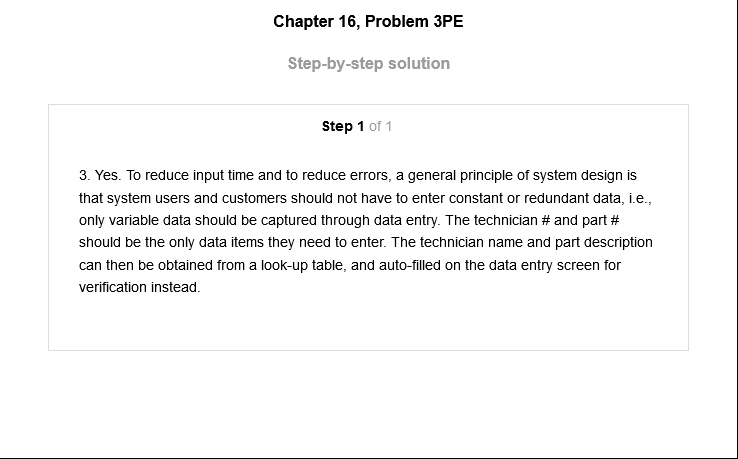 Chapter 16, Problem 3PE
Step-by-step solution
Step 1 of 1
3. Yes. To reduce input time and to reduce errors, a general principle of system design is
that system users and customers should not have to enter constant or redundant data, i.e.,
only variable data should be captured through data entry. The technician # and part #
should be the only data items they need to enter. The technician name and part description
can then be obtained from a look-up table, and auto-filled on the data entry screen for
verification instead.